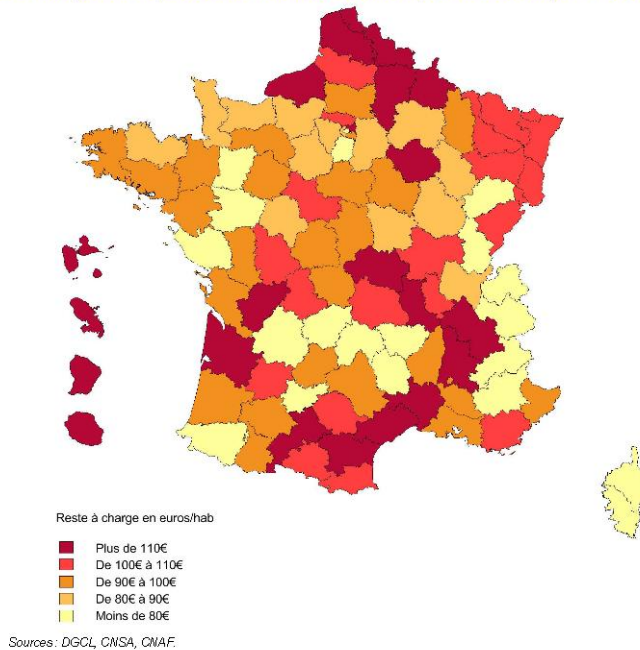 Reste à charge en euros/hab
Plus de 110€
De 100€ à 110€
De 90€ à 100€
De 80€ à 90€
Moins de 80€
Sources: DGCL, CNSA, CNAF.